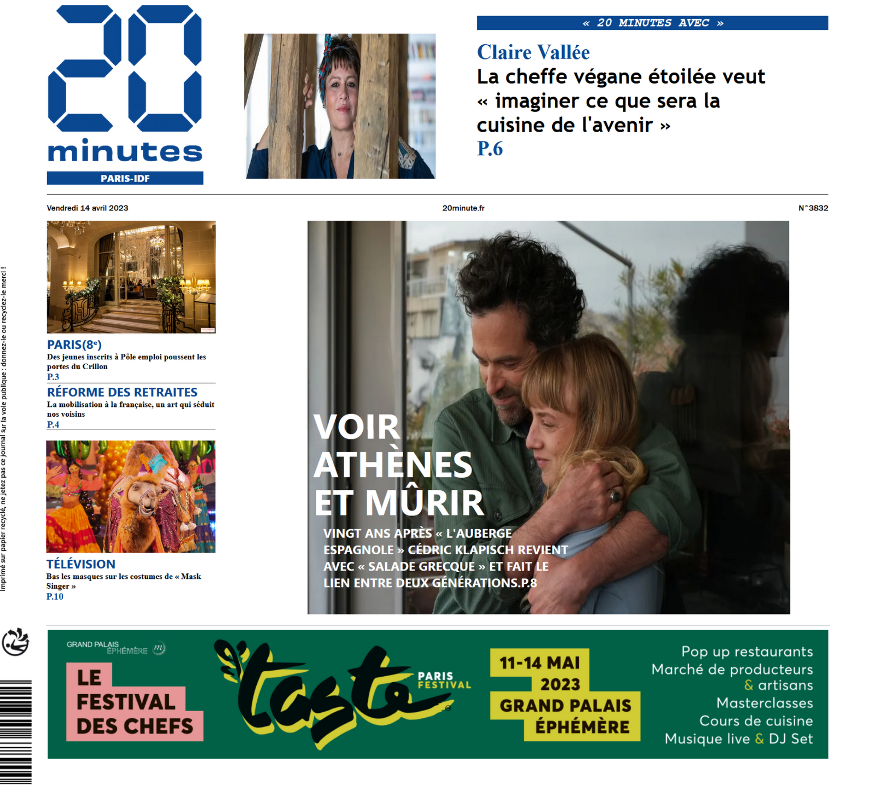 20
minutes
PARIS-IDF
« 20 MINUTES AVEC »
Claire Vallée
La cheffe végane étoilée veut
« imaginer ce que sera la
cuisine de l'avenir »
P.6
Vendredi 14 avril 2023
20minute.fr
N°3832
PARIS(8e)
Des jeunes inscrits à Pôle emploi poussent les
portes du Crillon
P.3
RÉFORME DES RETRAITES
La mobilisation à la française, un art qui séduit
nos voisins
P.4
TÉLÉVISION
Bas les masques sur les costumes de « Mask
Singer »
P.10
VOIR
ATHÈNES
ET MÛRIR
VINGT ANS APRÈS « L'AUBERGE
ESPAGNOLE » CÉDRIC KLAPISCH REVIENT
AVEC « SALADE GRECQUE » ET FAIT LE
LIEN ENTRE DEUX GÉNÉRATIONS.P.8
Imprimé sur papier recyclé, ne jetez pas ce journal sur la voie publique : donnez-le ou recyclez-le merci !
GRAND PALAIS
ÉPHÉMÈRE
LE
FESTIVAL
DES CHEFS
taste
PARIS
FESTIVAL
11-14 MAI
2023
GRAND PALAIS
ÉPHÉMÈRE
Pop up restaurants
Marché de producteurs
& artisans
Masterclasses
Cours de cuisine
Musique live & DJ Set